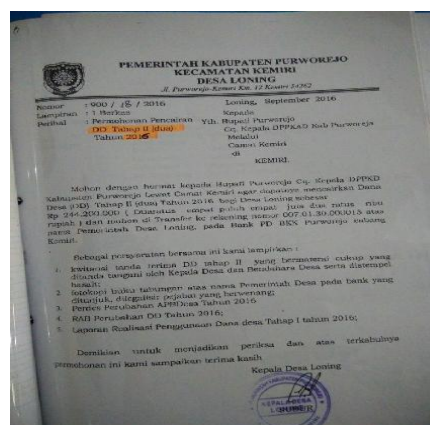 PEMERINTAH KABUPATEN PURWOREJO
KECAMATAN KEMIRI
DESA LONING
Jl. Purworejo-Kemiri Km. 12 Kemiri 54262
Nomor : 900 / 18 / 2016
Loning, September 2016
Lampiran : 1 Berkas
Kepada
Perihal : Permohonan Pencairan
Yth. Bupati Purworejo
DD Tahap II (dua)
Cq. Kepala DPPKAD Kab Purworejo
Tahun 2016
Melalui
Camat Kemiri
di
KEMIRI.
Mohon dengan hormat kepada Bupati Purworejo Cq. Kepala DPPKD
Kabupaten Purworejo Lewat Camat Kemiri agar dapatnya mencairkan Dana
Desa (DD) Tahap II (dua) Tahun 2016 bagi Desa Loning sebesar
Rp 244.200.000 ( Duaratus empat puluh empat juta dua ratus ribu
rupiah ) dan mohon di Transfer ke rekening nomor 007.01.30.000013 atas
nama Pemerintah Desa Loning, pada Bank PD BKK Purworejo cabang
Kemiri.
Sebagai persyaratan bersama ini kami lampirkan :
1. kwitansi tanda terima DD tahap II yang bermaterai cukup yang
ditanda tangani oleh Kepala Desa dan Bendahara Desa serta distempel
basah;
2. fotokopi buku tabungan atas nama Pemerintah Desa pada bank yang
ditunjuk, dilegalisir pejabat yang berwenang;
3. Perdes Perubahan APBDesa Tahun 2016
4. RAB Perubahan DD Tahun 2016;
5. Laporan Realisasi Penggunaan Dana desa Tahap I tahun 2016;
Demikian untuk menjadikan periksa dan atas terkabulnya
permohonan ini kami sampaikan terima kasih
Kepala Desa Loning
KEPALA DESA